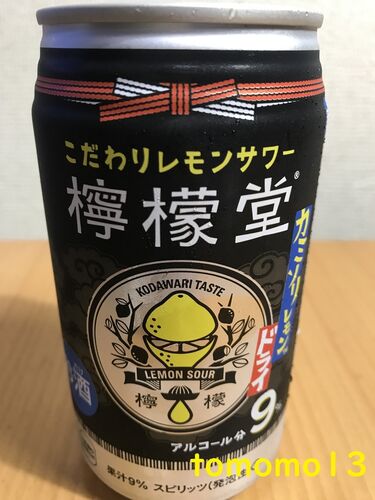 こだわりレモンサワー
檸檬堂®
カミソリレモン
ドライ
KODAWARI TASTE
LEMON SOUR
檸檬
酒
9%
アルコール分
果汁9% スピリッツ(発泡
tomomo13